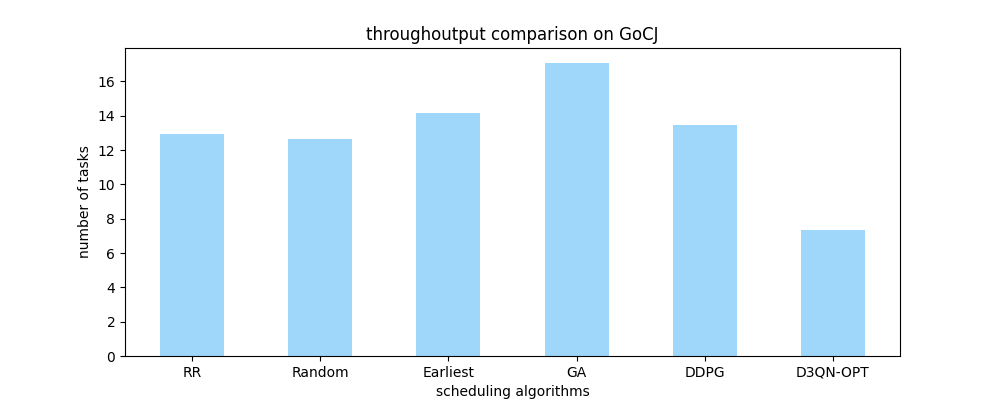 throughoutput comparison on GoCJ
16
14
12
10
8
6
4
2
0
number of tasks
RR Random Earliest GA DDPG D3QN-OPT
scheduling algorithms